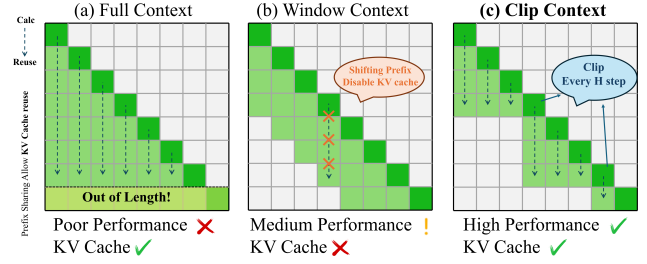 (a) Full Context
(b) Window Context
(c) Clip Context
Calc
Reuse
Prefix Sharing Allow KV Cache reuse
Out of Length!
Shifting Prefix
Disable KV cache
Clip
Every H step
Poor Performance
KV Cache
Medium Performance !
KV Cache
High Performance
KV Cache